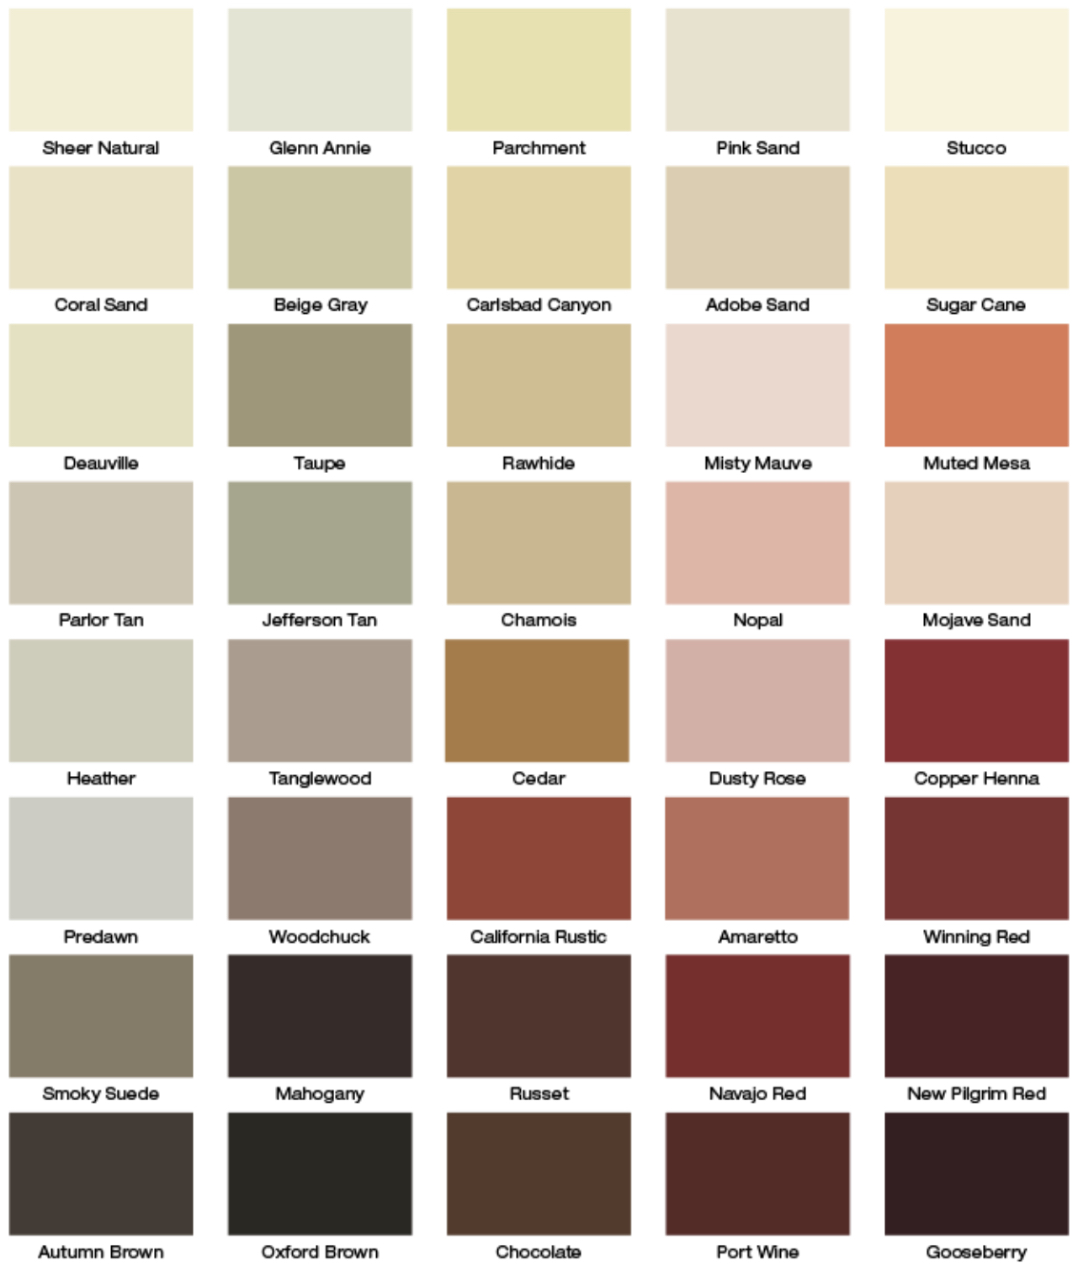 Sheer Natural
Glenn Annie
Parchment
Pink Sand
Stucco
Coral Sand
Beige Gray
Carlsbad Canyon
Adobe Sand
Sugar Cane
Deauville
Taupe
Rawhide
Misty Mauve
Muted Mesa
Parlor Tan
Jefferson Tan
Chamois
Nopal
Mojave Sand
Heather
Tanglewood
Cedar
Dusty Rose
Copper Henna
Predawn
Woodchuck
California Rustic
Amaretto
Winning Red
Smoky Suede
Mahogany
Russet
Navajo Red
New Pilgrim Red
Autumn Brown
Oxford Brown
Chocolate
Port Wine
Gooseberry